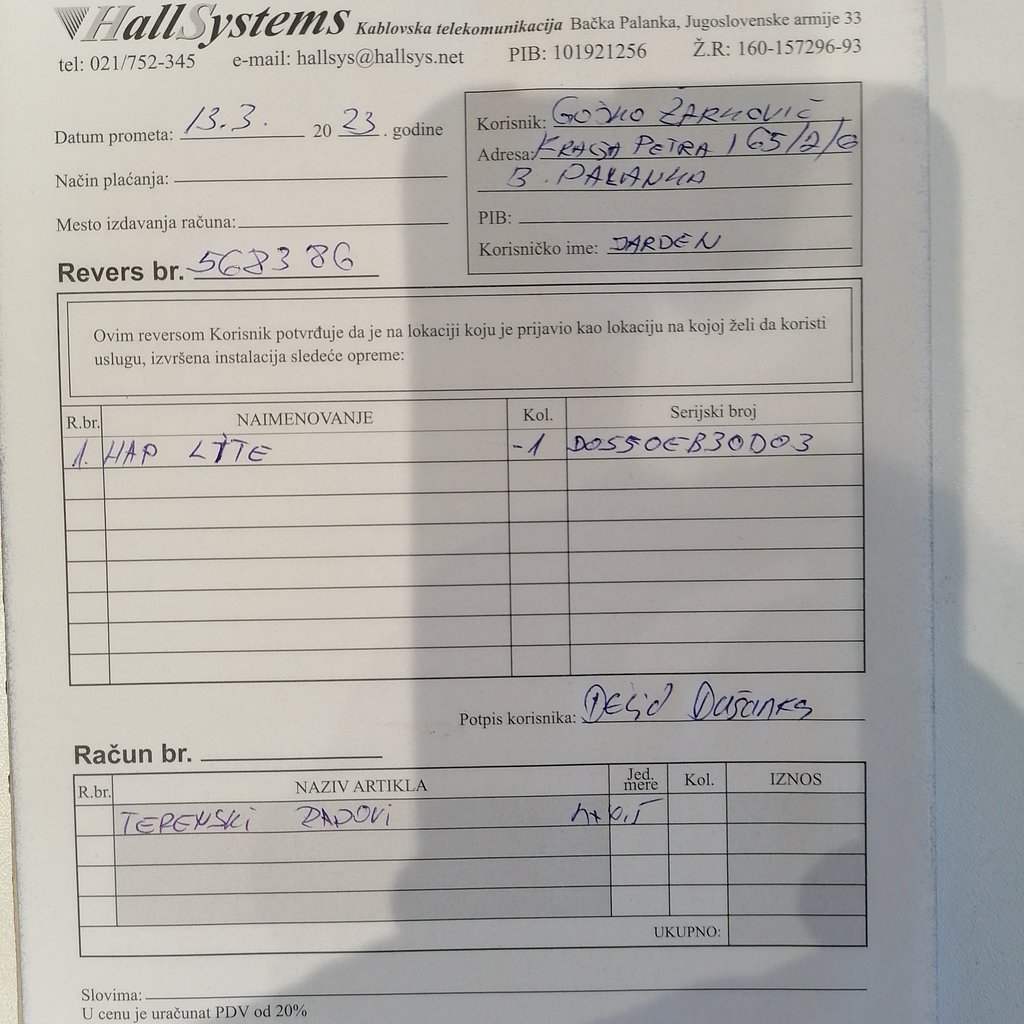 HallSystems Kablovska telekomunikacija Bačka Palanka, Jugoslovenske armije 33
tel: 021/752-345 e-mail: hallsys@hallsys.net PIB: 101921256 Ž.R: 160-157296-93
Datum prometa: 13.3. 20 23. godine
Način plaćanja:
Mesto izdavanja računa:
Revers br. 568386
Korisnik: GOJKO ŽARKOVIĆ
Adresa: KRALJA PETRA 165/2/6
B. PALANKA
PIB:
Korisničko ime: DARDEN
Ovim reversom Korisnik potvrđuje da je na lokaciji koju je prijavio kao lokaciju na kojoj želi da koristi
uslugu, izvršena instalacija sledeće opreme:
R.br. NAIMENOVANJE Kol. Serijski broj
1. HAP LITE -1 D0550EB30D03
Potpis korisnika: Dušanka
Račun br.
R.br. NAZIV ARTIKLA Jed. mere Kol. IZNOS
TERENSKI RADOVI
UKUPNO:
Slovima:
U cenu je uračunat PDV od 20%